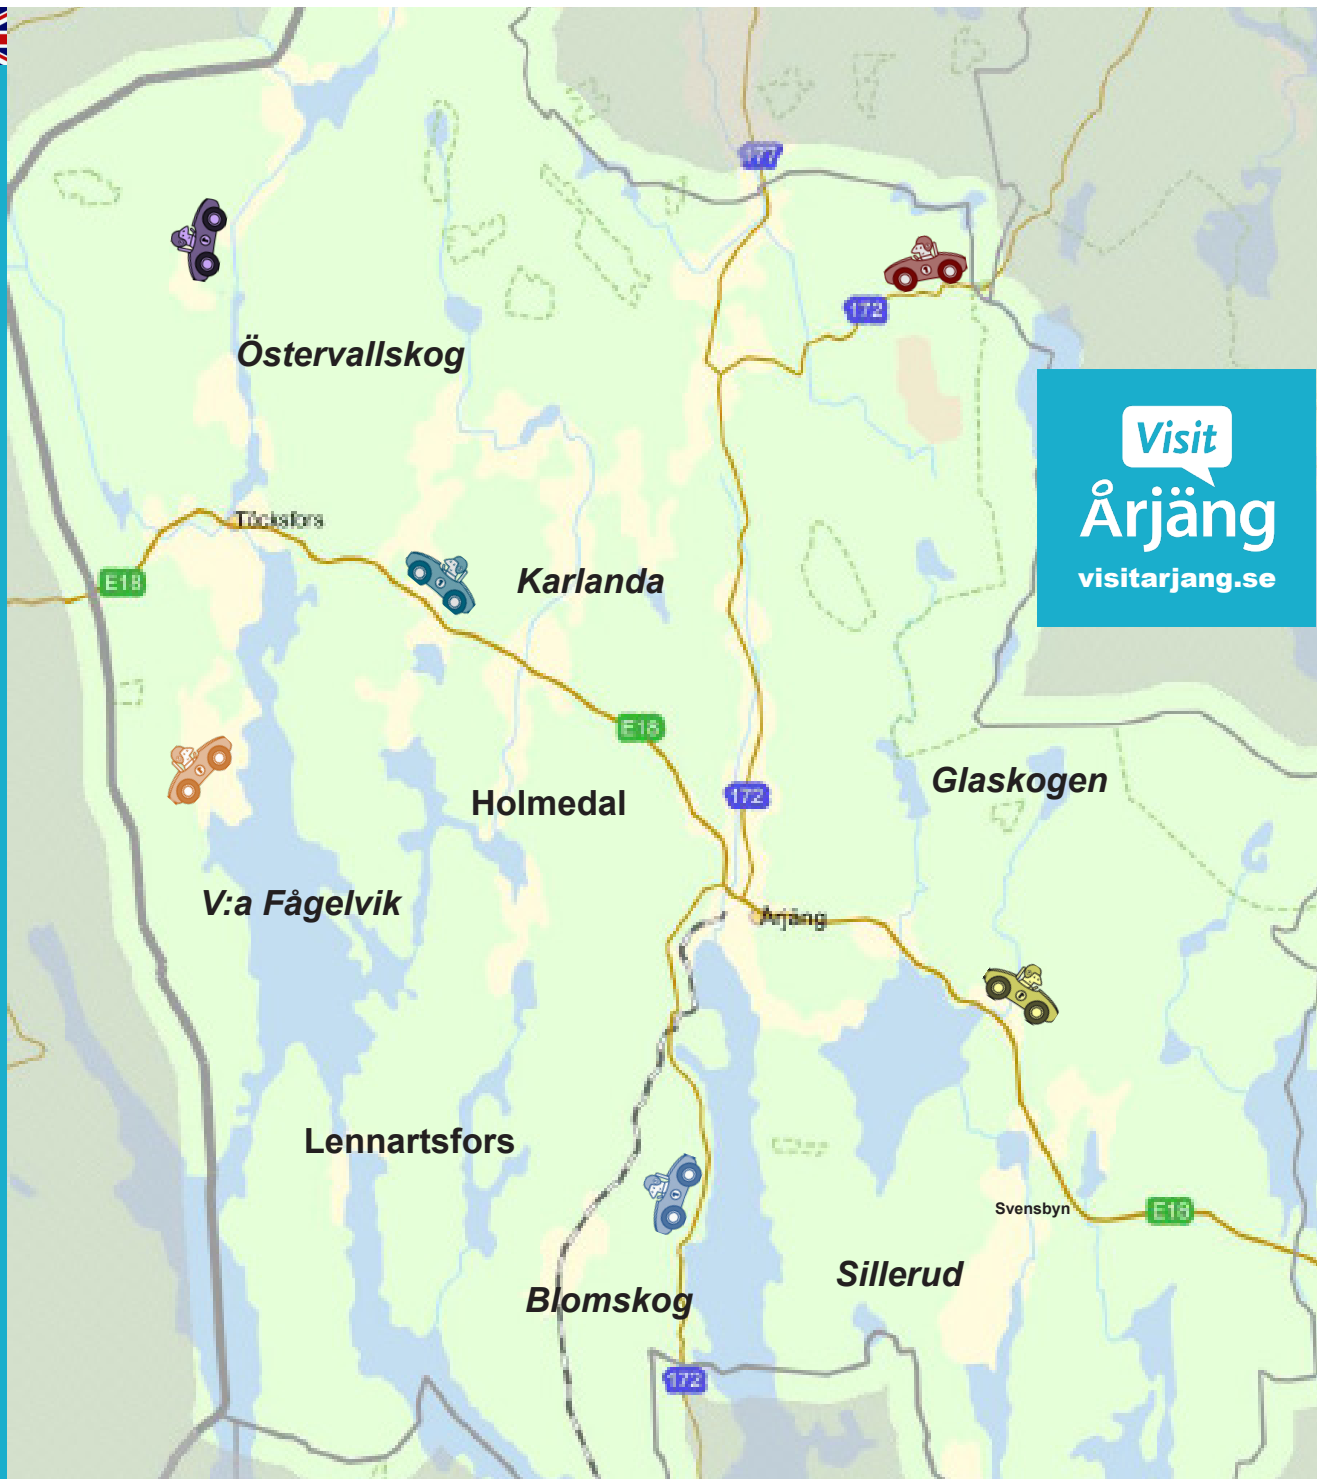 177
172
Östervallskog
Visit
Årjäng
visitarjang.se
Töcksfors
E18
Karlanda
E18
Glaskogen
172
Holmedal
V:a Fågelvik
Årjäng
Lennartsfors
Svensbyn
E18
Sillerud
Blomskog
172